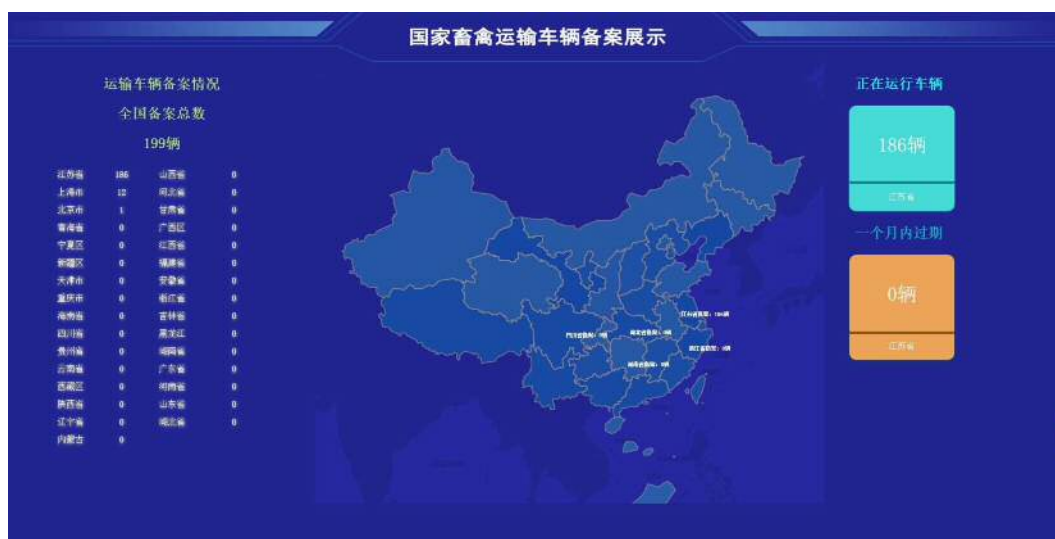 国家畜禽运输车辆备案展示
运输车辆备案情况
全国备案总数
199辆
江苏省 186 山西省 0
上海市 12 河北省 0
北京市 1 甘肃省 0
青海省 0 广西区 0
宁夏区 0 江西省 0
新疆区 0 福建省 0
天津市 0 安徽省 0
重庆市 0 浙江省 0
海南省 0 吉林省 0
四川省 0 黑龙江 0
贵州省 0 湖南省 0
云南省 0 广东省 0
西藏区 0 河南省 0
陕西省 0 山东省 0
辽宁省 0 湖北省 0
内蒙古 0
正在运行车辆
186辆
江苏省
一个月内过期
0辆
江苏省